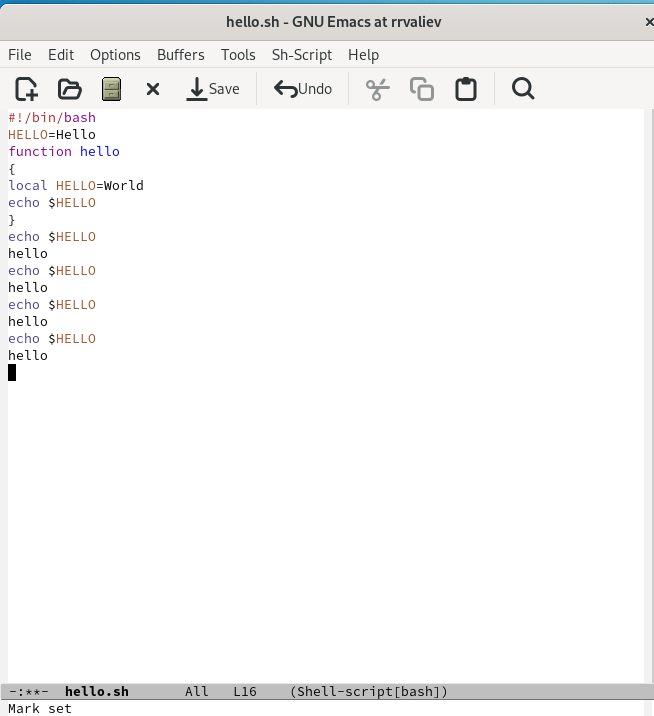 hello.sh - GNU Emacs at rrvaliev
File Edit Options Buffers Tools Sh-Script Help
Save Undo
#!/bin/bash
HELLO=Hello
function hello
{
local HELLO=World
echo $HELLO
}
echo $HELLO
hello
echo $HELLO
hello
echo $HELLO
hello
echo $HELLO
hello
-:**-  hello.sh       All   L16    (Shell-script[bash])
Mark set